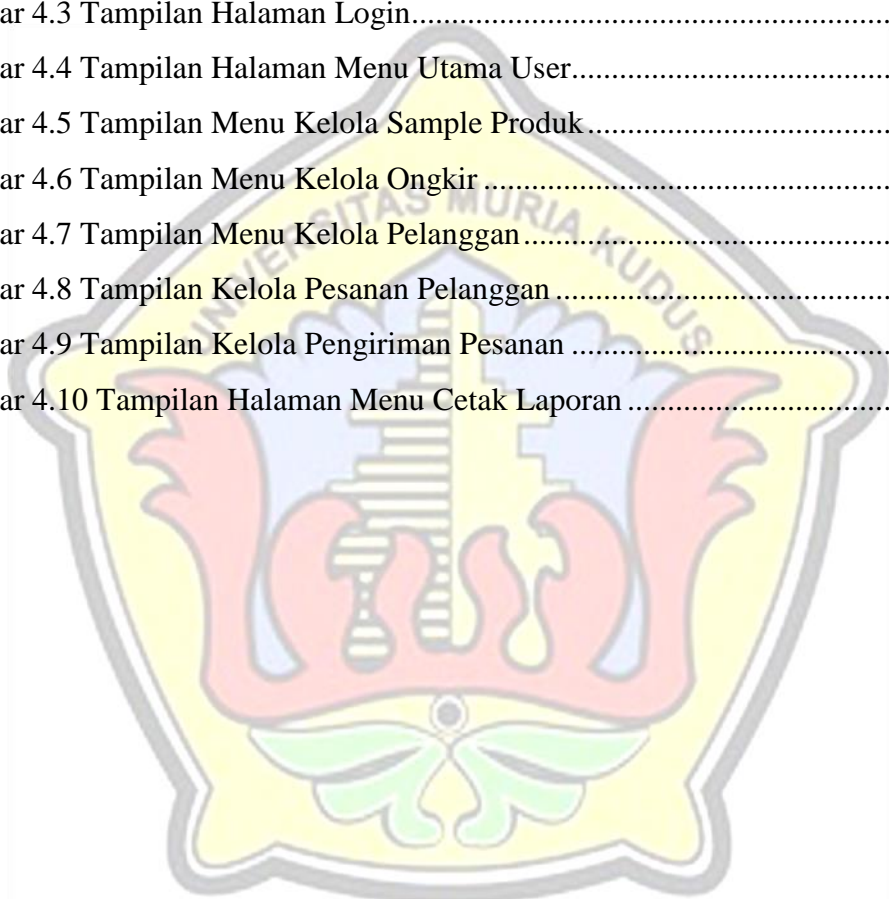 ar 4.3 Tampilan Halaman Login..............................................................
ar 4.4 Tampilan Halaman Menu Utama User.........................................
ar 4.5 Tampilan Menu Kelola Sample Produk.......................................
ar 4.6 Tampilan Menu Kelola Ongkir ....................................................
ar 4.7 Tampilan Menu Kelola Pelanggan...............................................
ar 4.8 Tampilan Kelola Pesanan Pelanggan ...........................................
ar 4.9 Tampilan Kelola Pengiriman Pesanan .........................................
ar 4.10 Tampilan Halaman Menu Cetak Laporan ..................................
UNIVERSITAS MURIA KUDUS